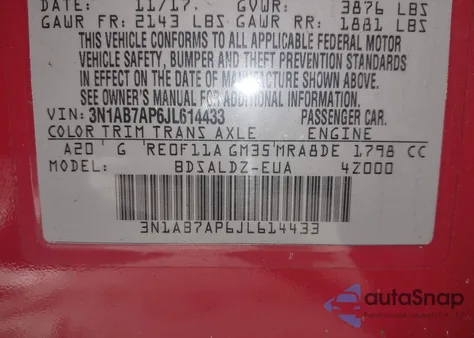 DATE: 11/17. GVWR: 3876 LBS
GAWR FR: 2143 LBS GAWR RR: 1881 LBS
THIS VEHICLE CONFORMS TO ALL APPLICABLE FEDERAL MOTOR
VEHICLE SAFETY, BUMPER AND THEFT PREVENTION STANDARDS
IN EFFECT ON THE DATE OF MANUFACTURE SHOWN ABOVE.
SEE OWNER'S MANUAL FOR ADDITIONAL INFORMATION.
VIN: 3N1AB7AP6JL614433 PASSENGER CAR.
COLOR TRIM TRANS AXLE ENGINE
A20 G RE0F11A GM35 MRA8DE 1798 CC
MODEL: BDSALDZ-EUA 4Z000
3N1AB7AP6JL614433
autaSnap